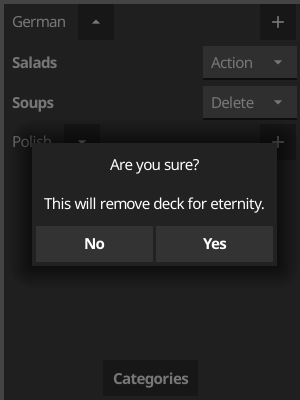 German
Salads
Action
Soups
Delete
Polish
Are you sure?
This will remove deck for eternity.
No
Yes
Categories